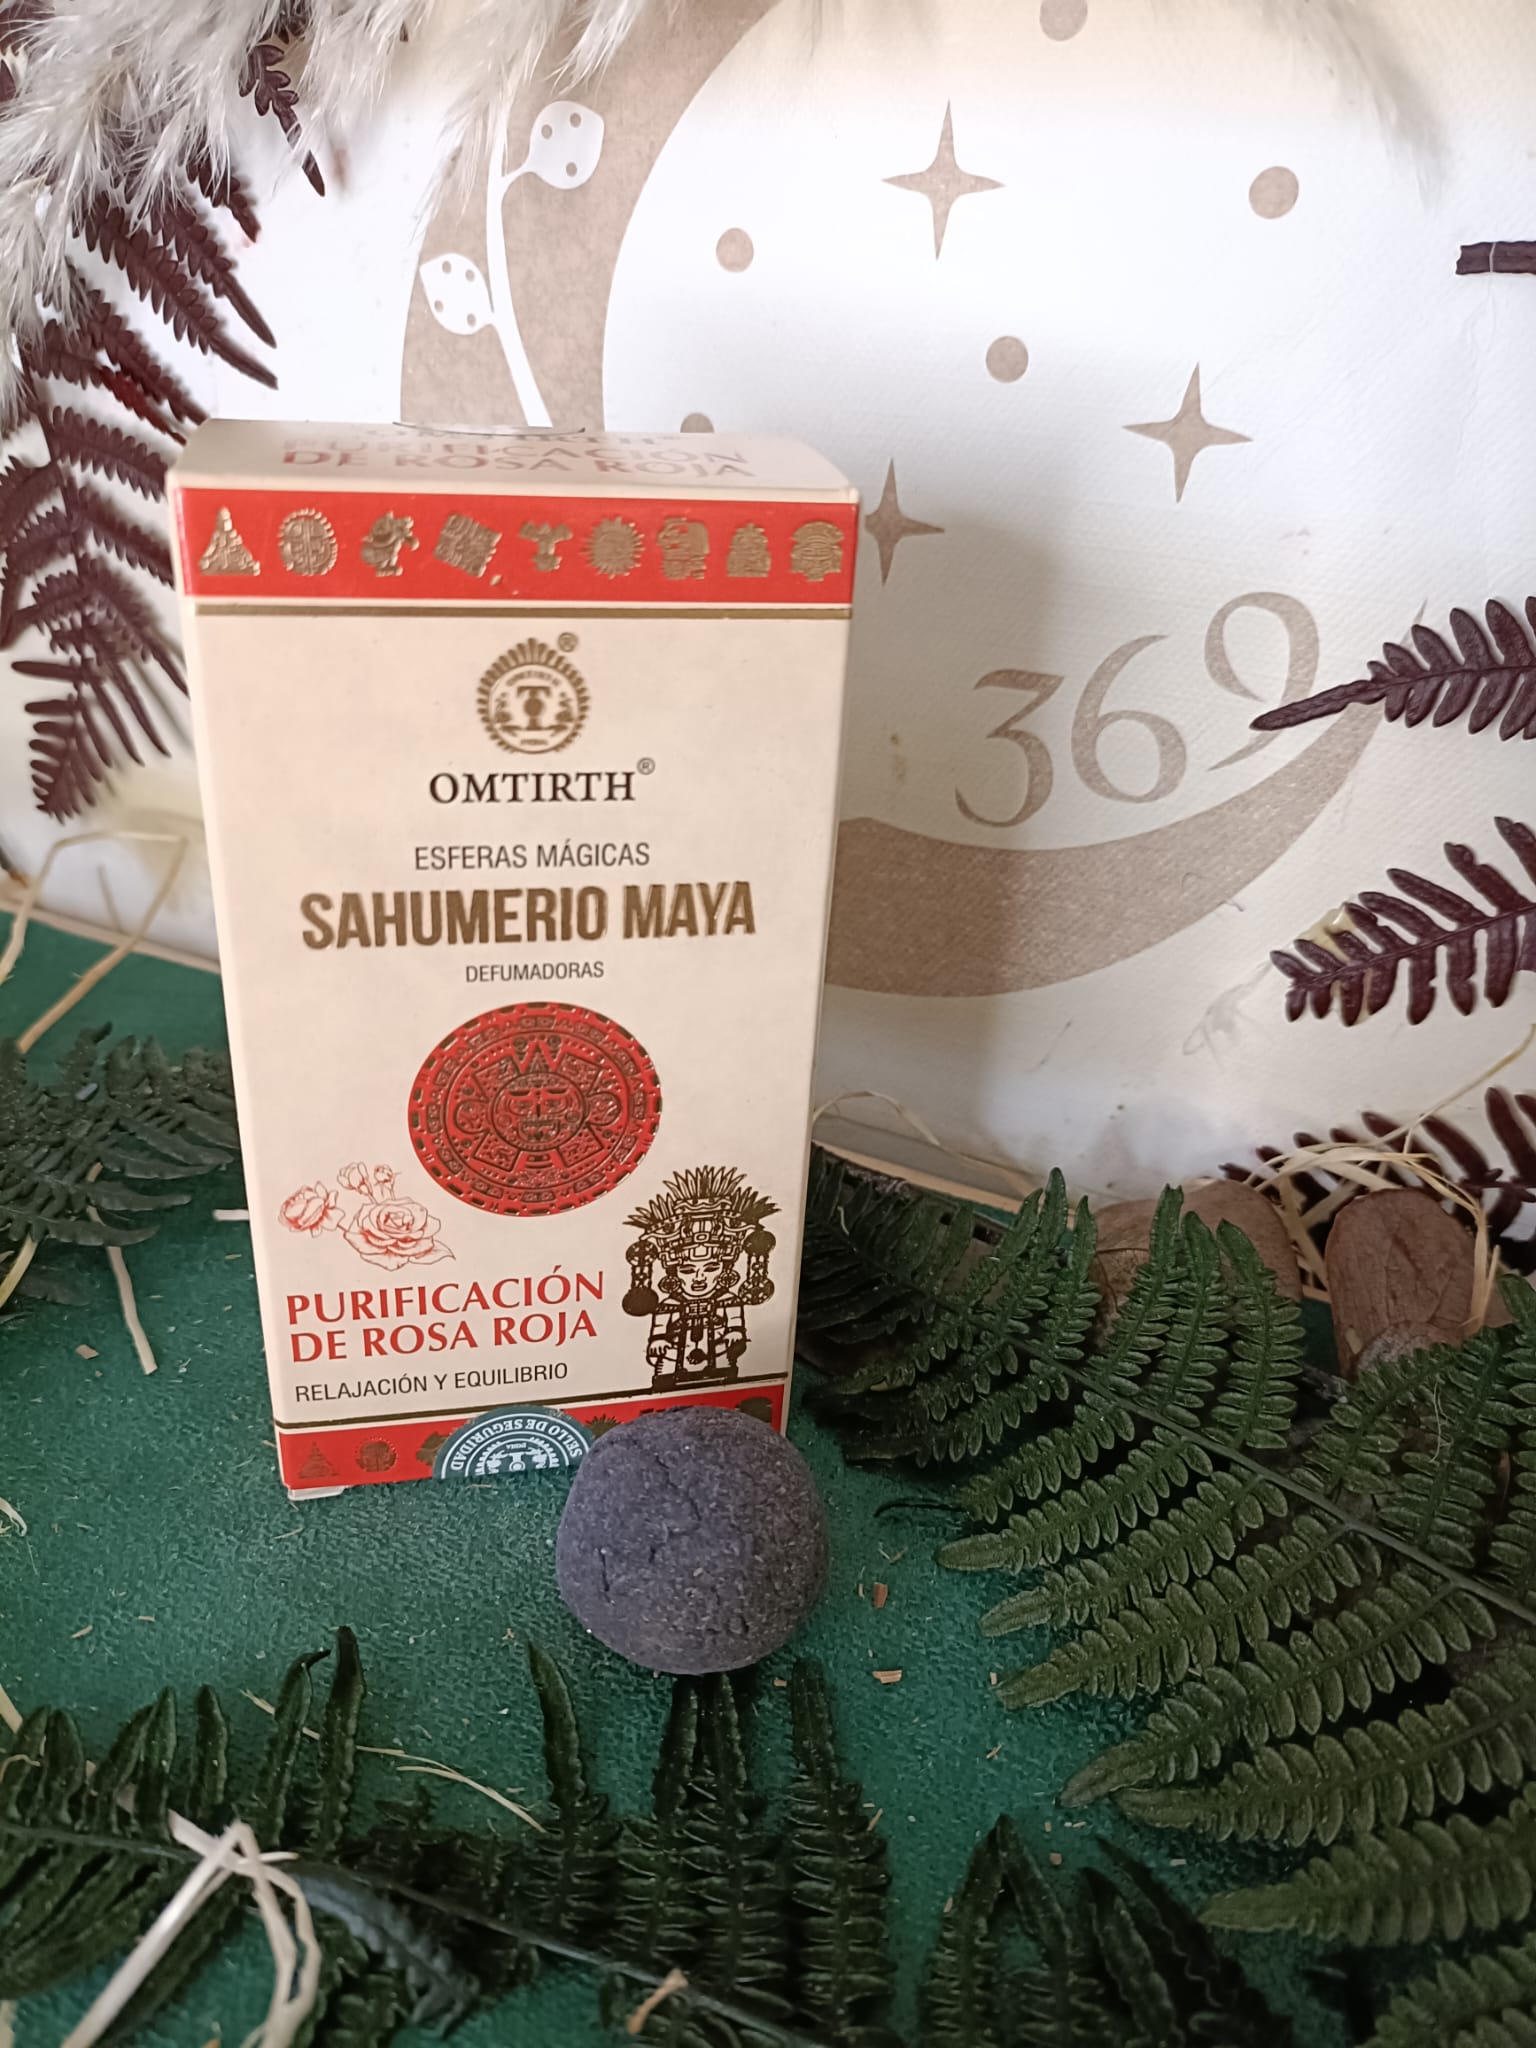 PURIFICACIÓN
DE ROSA ROJA
369
®
OMTIRTH®
ESFERAS MÁGICAS
SAHUMERIO MAYA
DEFUMADORAS
PURIFICACIÓN
DE ROSA ROJA
RELAJACIÓN Y EQUILIBRIO
SELLO DE SEGURIDAD